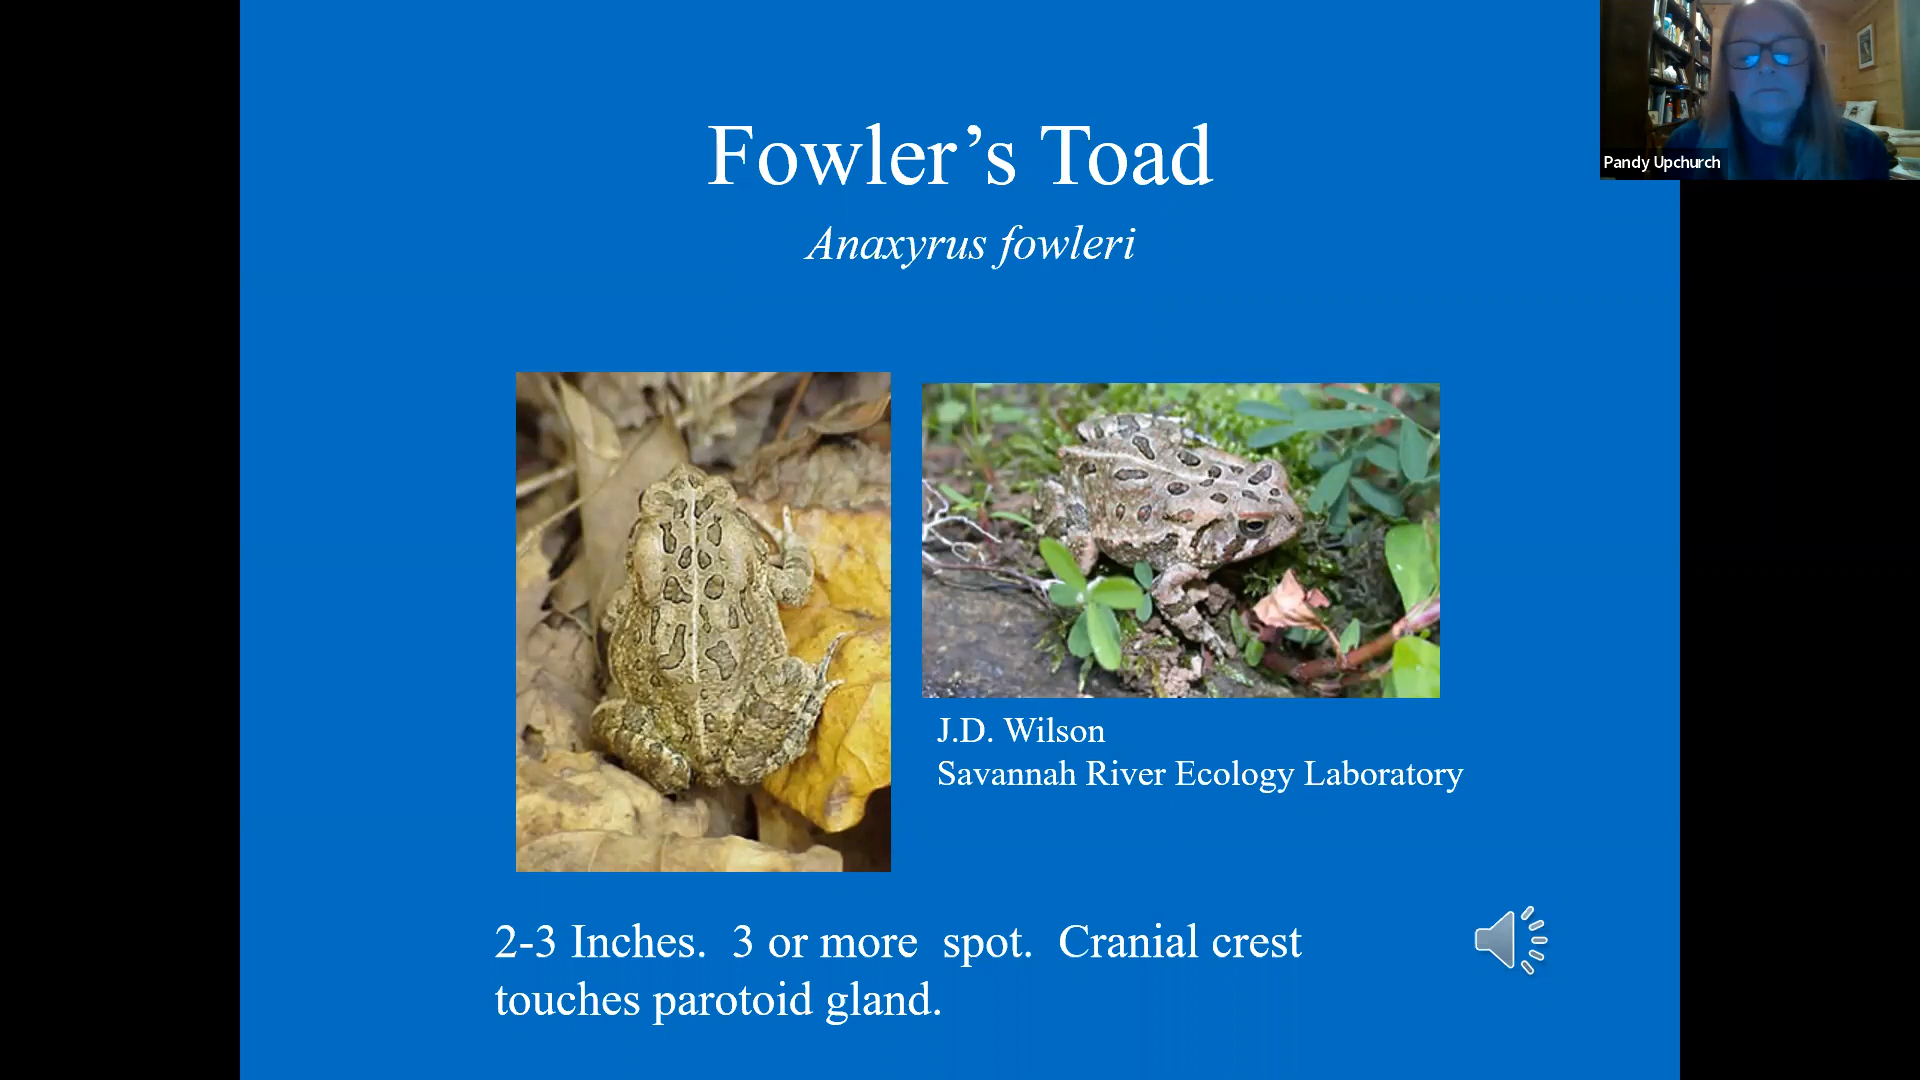 Fowler’s Toad
Anaxyrus fowleri
J.D. Wilson
Savannah River Ecology Laboratory
2-3 Inches.  3 or more  spot.  Cranial crest
touches parotoid gland.
Pandy Upchurch